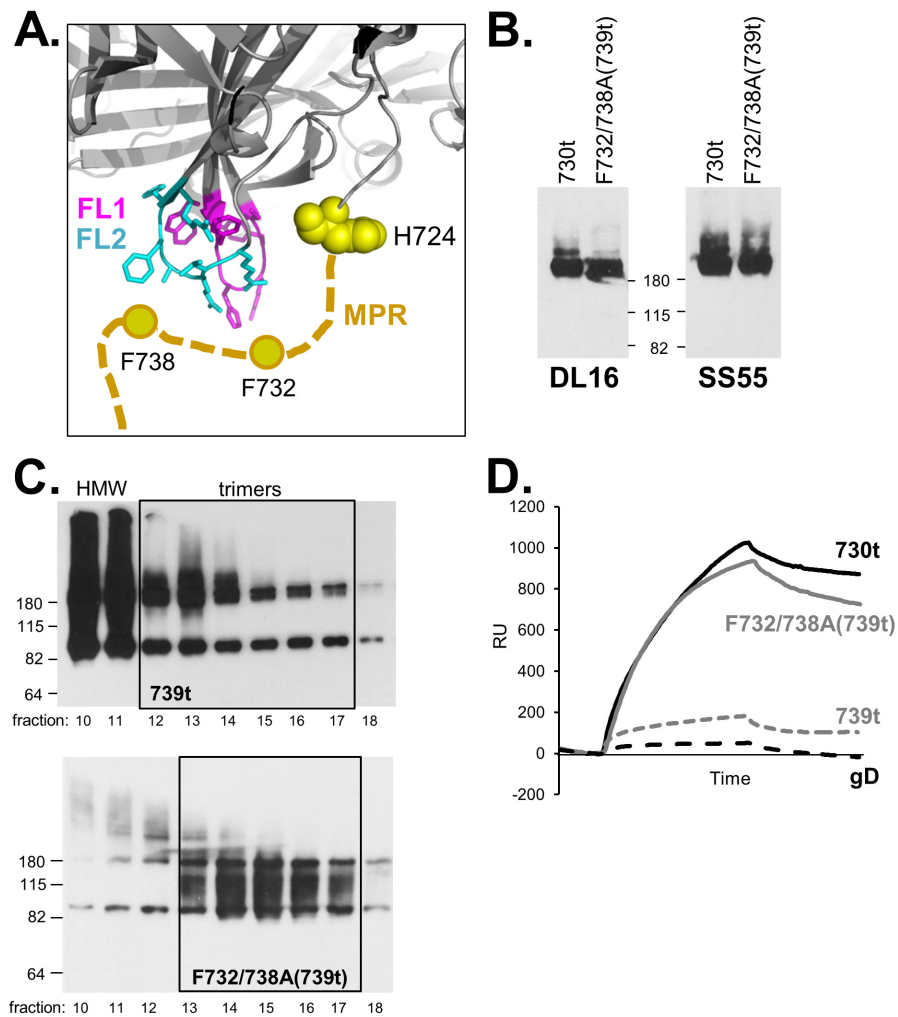 A.
FL1
FL2
H724
MPR
F738
F732
B.
730t
F732/738A(739t)
730t
F732/738A(739t)
180
115
82
DL16
SS55
C.
HMW
trimers
180
115
82
64
739t
fraction: 10 11 12 13 14 15 16 17 18
180
115
82
64
F732/738A(739t)
fraction: 10 11 12 13 14 15 16 17 18
D.
1200
1000
800
600
400
200
0
-200
RU
730t
F732/738A(739t)
739t
Time
gD